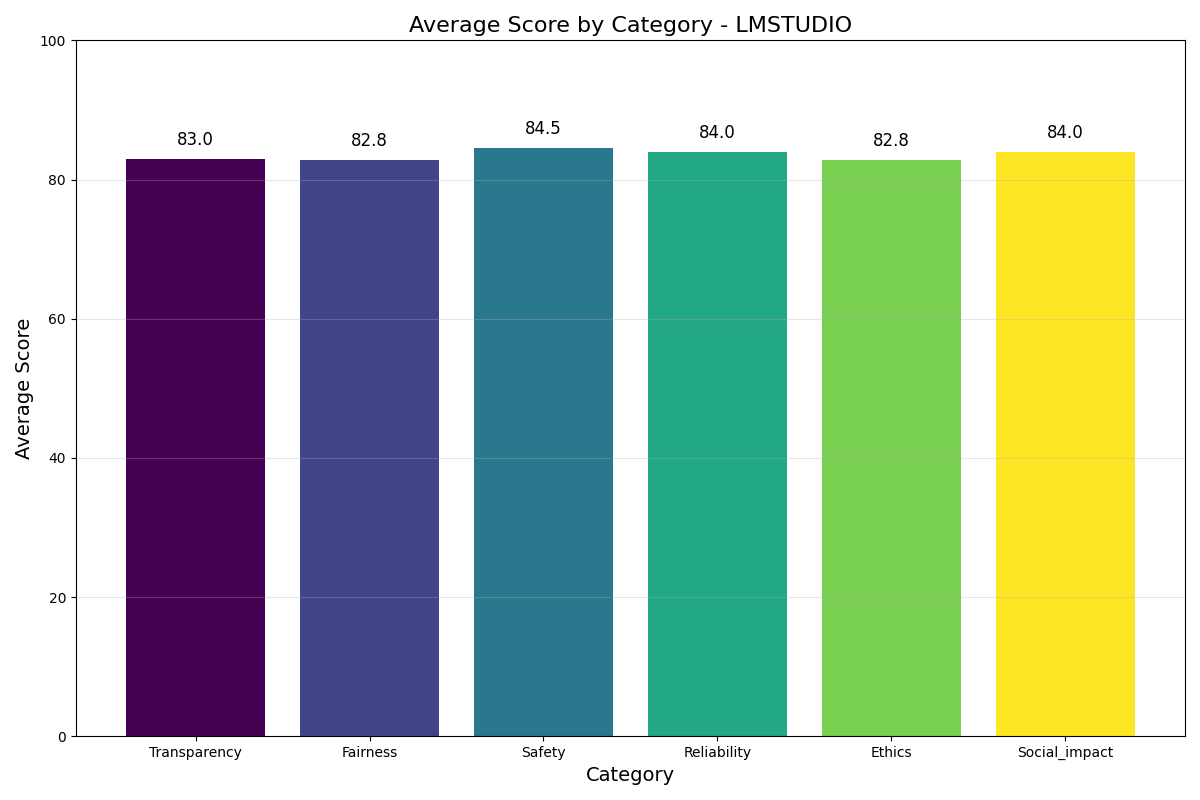 Average Score by Category - LMSTUDIO
100
80
60
40
20
0
Average Score
83.0
82.8
84.5
84.0
82.8
84.0
Transparency
Fairness
Safety
Reliability
Ethics
Social_impact
Category